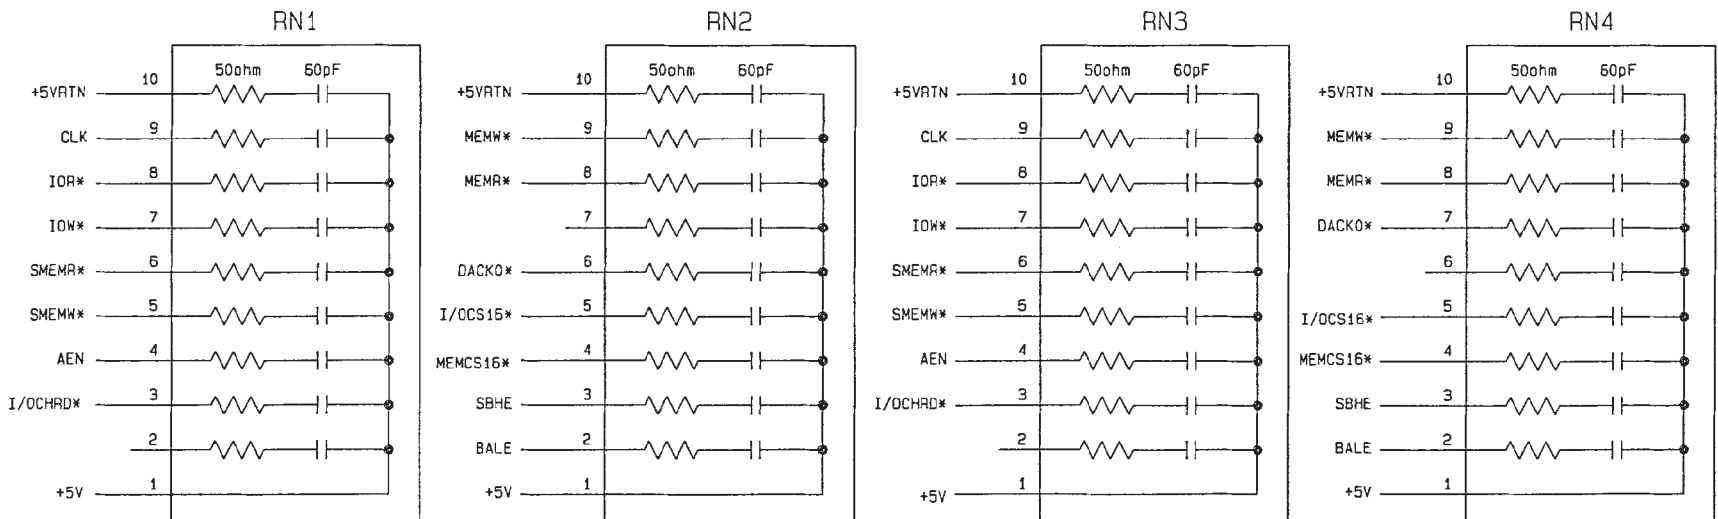 RN1
50ohm 60pF
+5VRTN 10
CLK 9
IOR* 8
IOW* 7
SMEMR* 6
SMEMW* 5
AEN 4
I/OCHRD* 3
2
+5V 1
RN2
50ohm 60pF
+5VRTN 10
MEMW* 9
MEMR* 8
7
DACK0* 6
I/OCS16* 5
MEMCS16* 4
SBHE 3
BALE 2
+5V 1
RN3
50ohm 60pF
+5VRTN 10
CLK 9
IOR* 8
IOW* 7
SMEMR* 6
SMEMW* 5
AEN 4
I/OCHRD* 3
2
+5V 1
RN4
50ohm 60pF
+5VRTN 10
MEMW* 9
MEMR* 8
DACK0* 7
6
I/OCS16* 5
MEMCS16* 4
SBHE 3
BALE 2
+5V 1